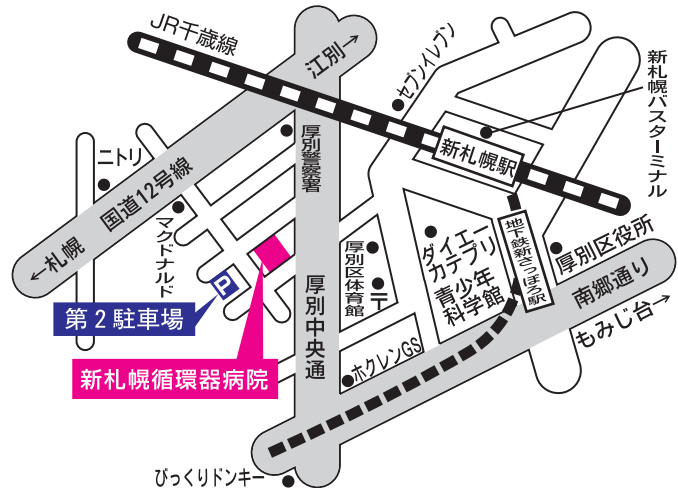 JR千歳線
江別→
セブンイレブン
新札幌バスターミナル
新札幌駅
厚別警察署
ニトリ
←札幌 国道12号線
マクドナルド
地下鉄新さっぽろ駅
厚別区役所
ダイエー
カテプリ
青少年
科学館
厚別区体育館
〒
南郷通り
もみじ台→
P
第2駐車場
厚別中央通
新札幌循環器病院
ホクレンGS
びっくりドンキー